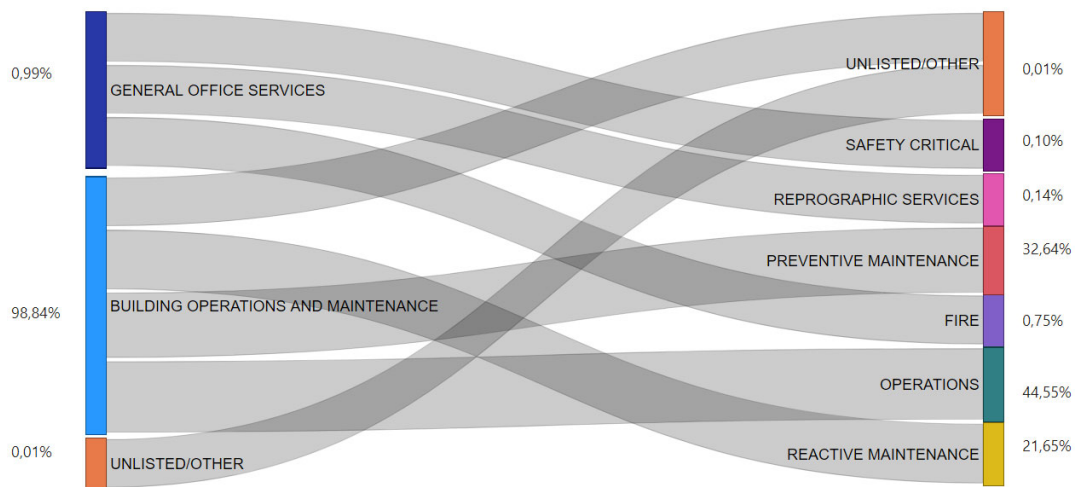 0,99%
GENERAL OFFICE SERVICES
98,84%
BUILDING OPERATIONS AND MAINTENANCE
0,01%
UNLISTED/OTHER
UNLISTED/OTHER
0,01%
SAFETY CRITICAL
0,10%
REPROGRAPHIC SERVICES
0,14%
PREVENTIVE MAINTENANCE
32,64%
FIRE
0,75%
OPERATIONS
44,55%
REACTIVE MAINTENANCE
21,65%